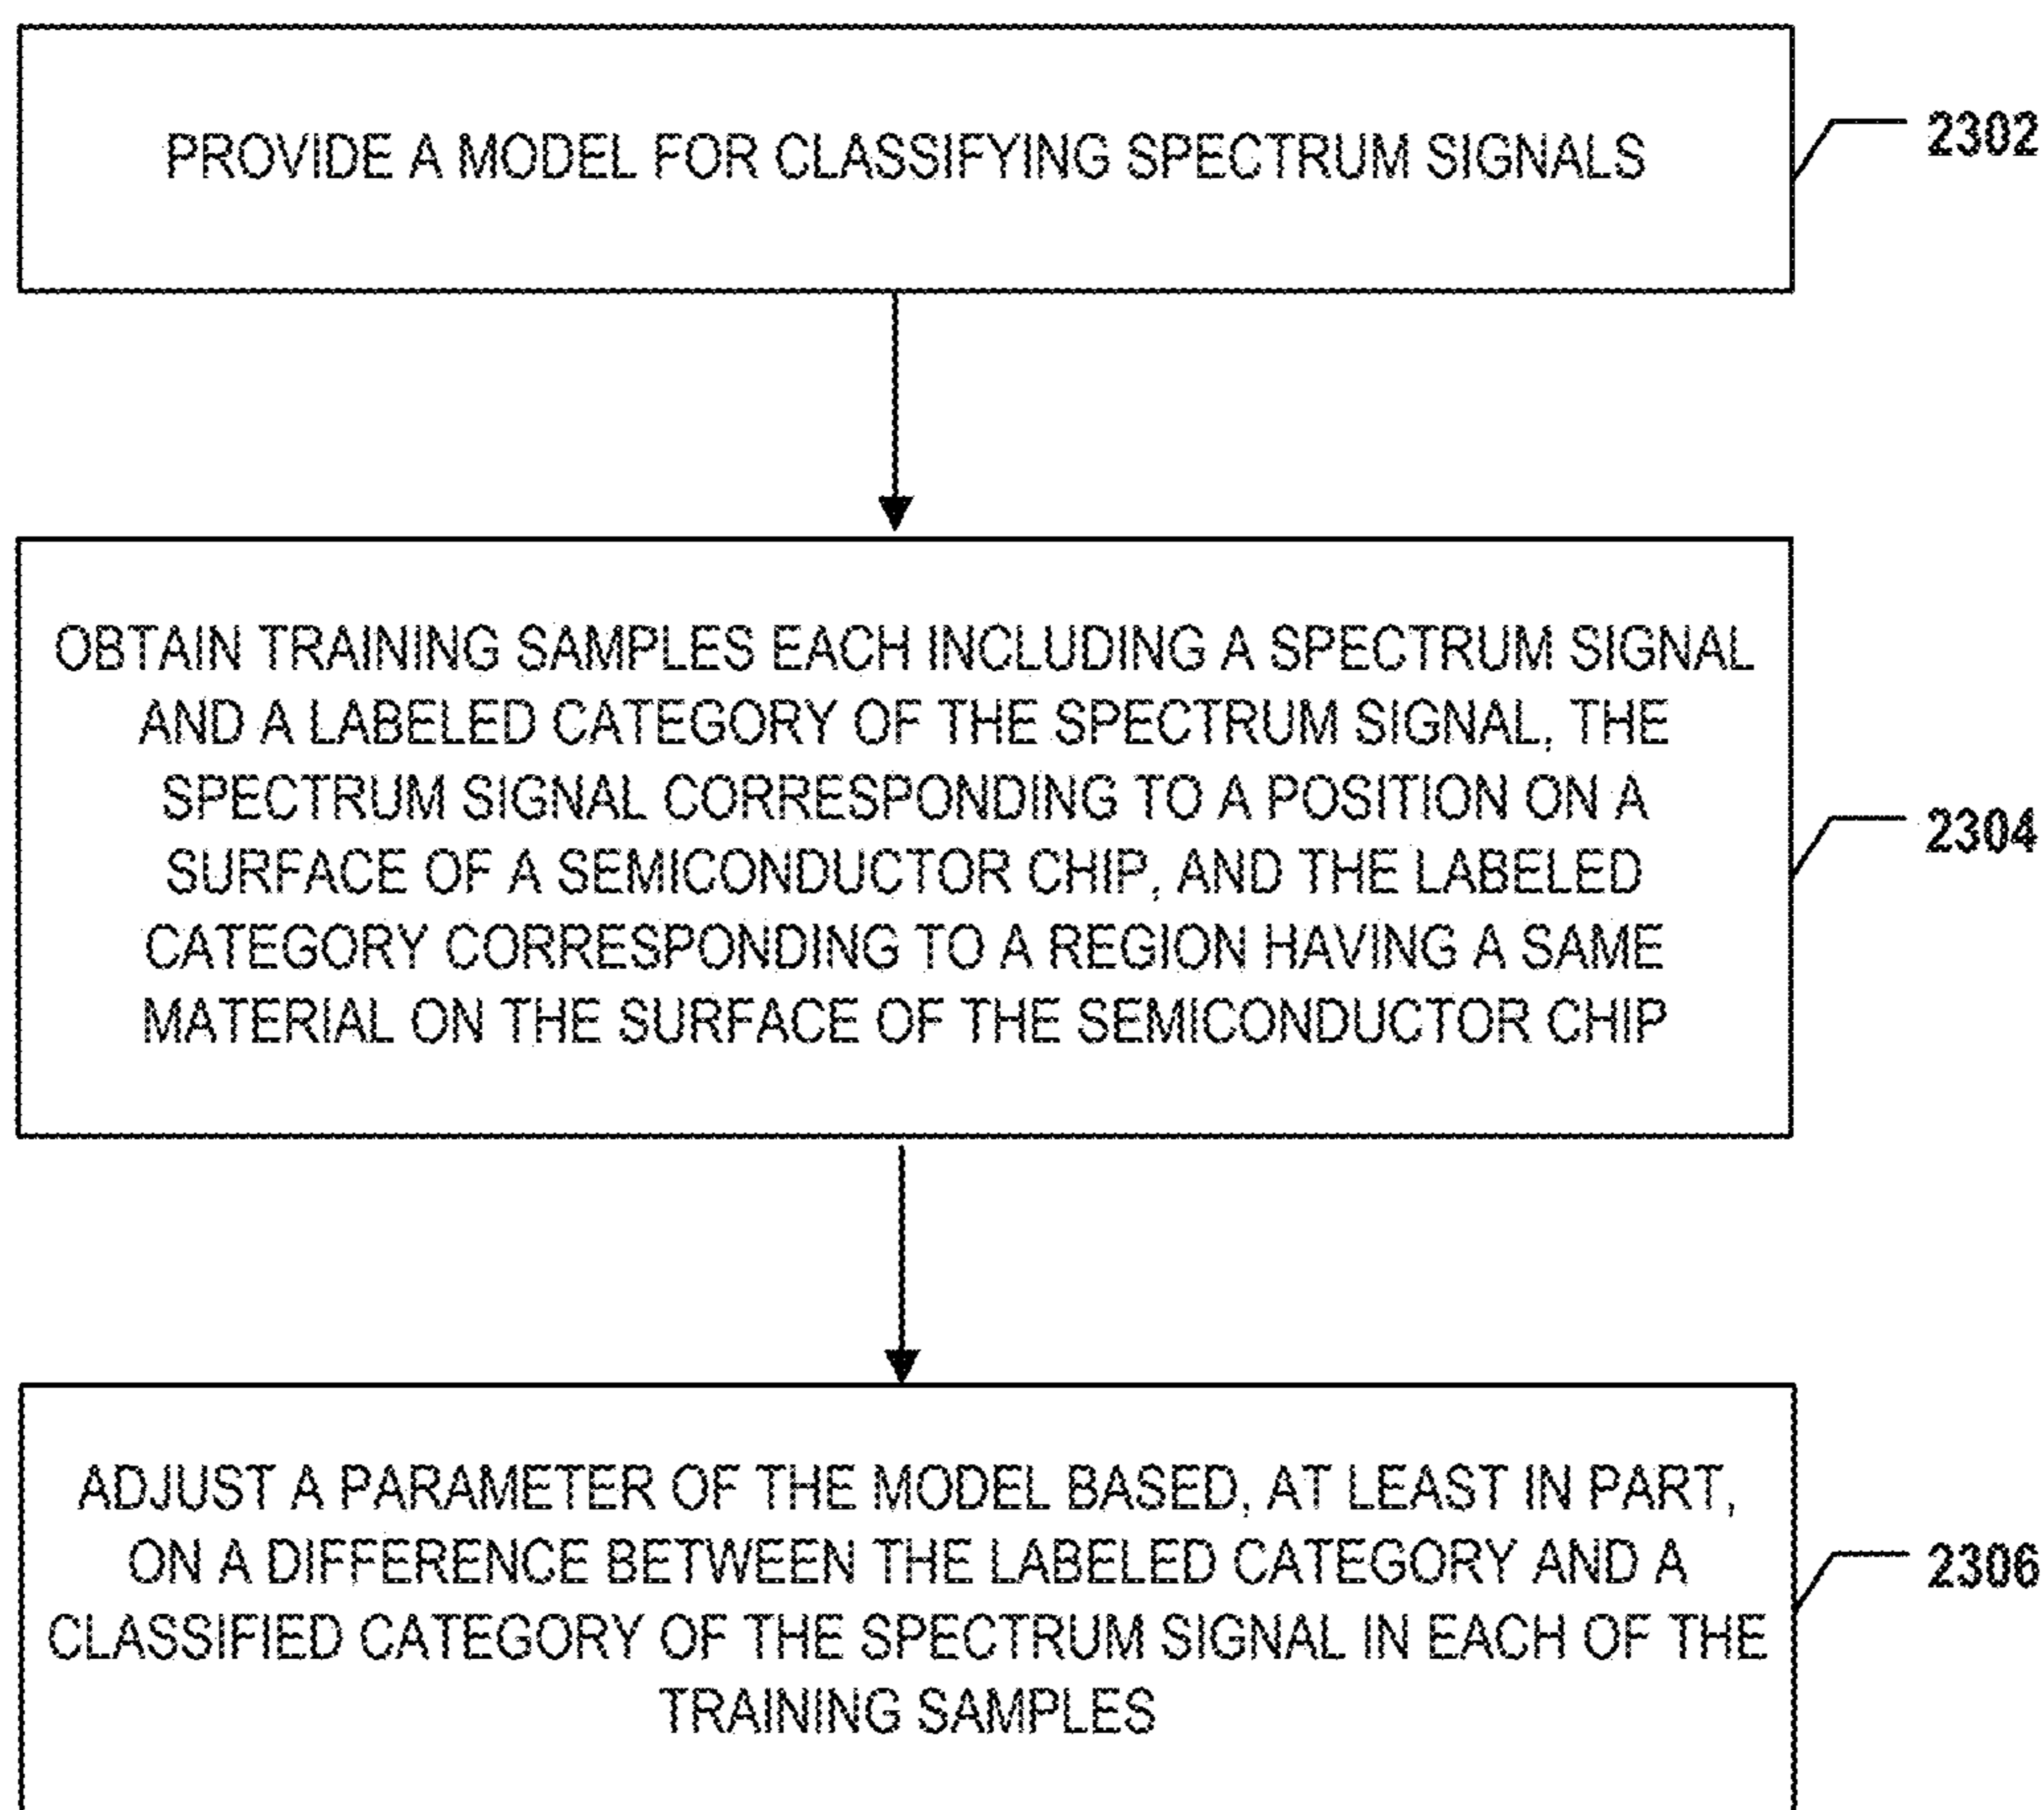 PROVIDE A MODEL FOR CLASSIFYING SPECTRUM SIGNALS
2302
OBTAIN TRAINING SAMPLES EACH INCLUDING A SPECTRUM SIGNAL
AND A LABELED CATEGORY OF THE SPECTRUM SIGNAL, THE
SPECTRUM SIGNAL CORRESPONDING TO A POSITION ON A
SURFACE OF A SEMICONDUCTOR CHIP, AND THE LABELED
CATEGORY CORRESPONDING TO A REGION HAVING A SAME
MATERIAL ON THE SURFACE OF THE SEMICONDUCTOR CHIP
2304
ADJUST A PARAMETER OF THE MODEL BASED, AT LEAST IN PART,
ON A DIFFERENCE BETWEEN THE LABELED CATEGORY AND A
CLASSIFIED CATEGORY OF THE SPECTRUM SIGNAL IN EACH OF THE
TRAINING SAMPLES
2306